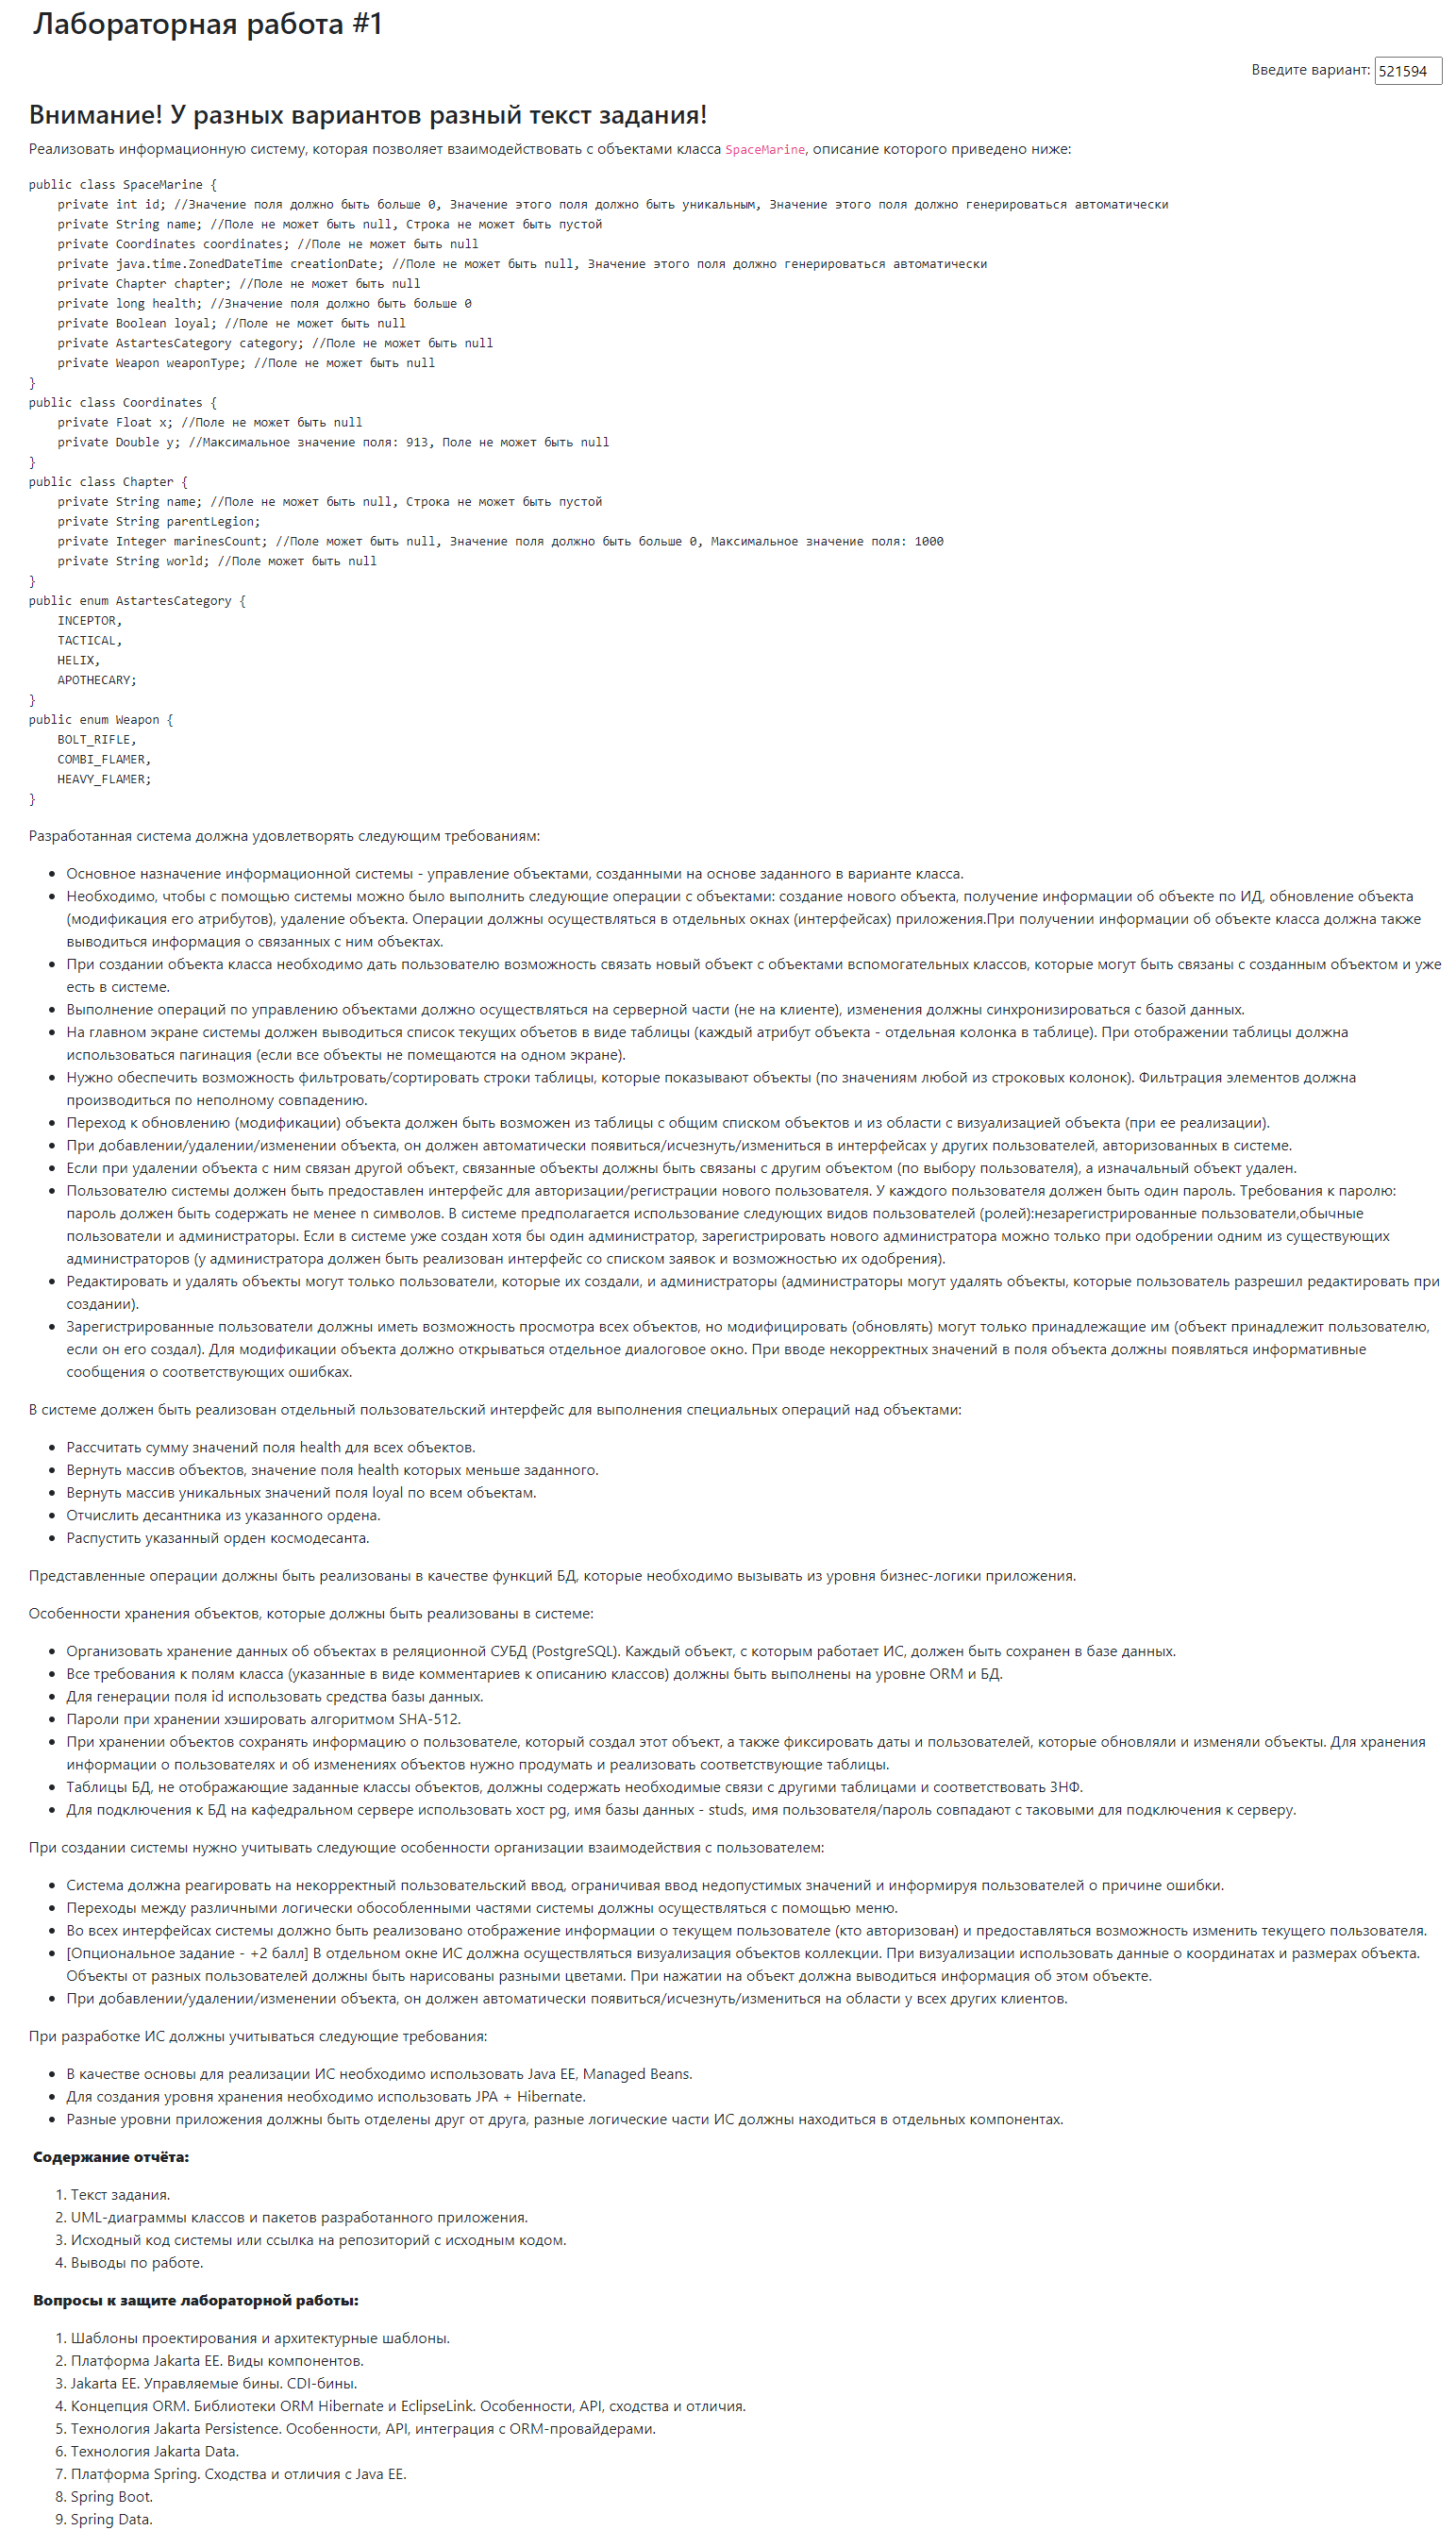 Лабораторная работа #1
Введите вариант: 521594
Внимание! У разных вариантов разный текст задания!
Реализовать информационную систему, которая позволяет взаимодействовать с объектами класса SpaceMarine, описание которого приведено ниже:
public class SpaceMarine {
    private int id; //Значение поля должно быть больше 0, Значение этого поля должно быть уникальным, Значение этого поля должно генерироваться автоматически
    private String name; //Поле не может быть null, Строка не может быть пустой
    private Coordinates coordinates; //Поле не может быть null
    private java.time.ZonedDateTime creationDate; //Поле не может быть null, Значение этого поля должно генерироваться автоматически
    private Chapter chapter; //Поле не может быть null
    private long health; //Значение поля должно быть больше 0
    private Boolean loyal; //Поле не может быть null
    private AstartesCategory category; //Поле не может быть null
    private Weapon weaponType; //Поле не может быть null
}
public class Coordinates {
    private Float x; //Поле не может быть null
    private Double y; //Максимальное значение поля: 913, Поле не может быть null
}
public class Chapter {
    private String name; //Поле не может быть null, Строка не может быть пустой
    private String parentLegion;
    private Integer marinesCount; //Поле может быть null, Значение поля должно быть больше 0, Максимальное значение поля: 1000
    private String world; //Поле может быть null
}
public enum AstartesCategory {
    INCEPTOR,
    TACTICAL,
    HELIX,
    APOTHECARY;
}
public enum Weapon {
    BOLT_RIFLE,
    COMBI_FLAMER,
    HEAVY_FLAMER;
}
Разработанная система должна удовлетворять следующим требованиям:
• Основное назначение информационной системы - управление объектами, созданными на основе заданного в варианте класса.
• Необходимо, чтобы с помощью системы можно было выполнить следующие операции с объектами: создание нового объекта, получение информации об объекте по ИД, обновление объекта
(модификация его атрибутов), удаление объекта. Операции должны осуществляться в отдельных окнах (интерфейсах) приложения.При получении информации об объекте класса должна также
выводиться информация о связанных с ним объектах.
• При создании объекта класса необходимо дать пользователю возможность связать новый объект с объектами вспомогательных классов, которые могут быть связаны с созданным объектом и уже
есть в системе.
• Выполнение операций по управлению объектами должно осуществляться на серверной части (не на клиенте), изменения должны синхронизироваться с базой данных.
• На главном экране системы должен выводиться список текущих объетов в виде таблицы (каждый атрибут объекта - отдельная колонка в таблице). При отображении таблицы должна
использоваться пагинация (если все объекты не помещаются на одном экране).
• Нужно обеспечить возможность фильтровать/сортировать строки таблицы, которые показывают объекты (по значениям любой из строковых колонок). Фильтрация элементов должна
производиться по неполному совпадению.
• Переход к обновлению (модификации) объекта должен быть возможен из таблицы с общим списком объектов и из области с визуализацией объекта (при ее реализации).
• При добавлении/удалении/изменении объекта, он должен автоматически появиться/исчезнуть/измениться в интерфейсах у других пользователей, авторизованных в системе.
• Если при удалении объекта с ним связан другой объект, связанные объекты должны быть связаны с другим объектом (по выбору пользователя), а изначальный объект удален.
• Пользователю системы должен быть предоставлен интерфейс для авторизации/регистрации нового пользователя. У каждого пользователя должен быть один пароль. Требования к паролю:
пароль должен быть содержать не менее n символов. В системе предполагается использование следующих видов пользователей (ролей):незарегистрированные пользователи,обычные
пользователи и администраторы. Если в системе уже создан хотя бы один администратор, зарегистрировать нового администратора можно только при одобрении одним из существующих
администраторов (у администратора должен быть реализован интерфейс со списком заявок и возможностью их одобрения).
• Редактировать и удалять объекты могут только пользователи, которые их создали, и администраторы (администраторы могут удалять объекты, которые пользователь разрешил редактировать при
создании).
• Зарегистрированные пользователи должны иметь возможность просмотра всех объектов, но модифицировать (обновлять) могут только принадлежащие им (объект принадлежит пользователю,
если он его создал). Для модификации объекта должно открываться отдельное диалоговое окно. При вводе некорректных значений в поля объекта должны появляться информативные
сообщения о соответствующих ошибках.
В системе должен быть реализован отдельный пользовательский интерфейс для выполнения специальных операций над объектами:
• Рассчитать сумму значений поля health для всех объектов.
• Вернуть массив объектов, значение поля health которых меньше заданного.
• Вернуть массив уникальных значений поля loyal по всем объектам.
• Отчислить десантника из указанного ордена.
• Распустить указанный орден космодесанта.
Представленные операции должны быть реализованы в качестве функций БД, которые необходимо вызывать из уровня бизнес-логики приложения.
Особенности хранения объектов, которые должны быть реализованы в системе:
• Организовать хранение данных об объектах в реляционной СУБД (PostgreSQL). Каждый объект, с которым работает ИС, должен быть сохранен в базе данных.
• Все требования к полям класса (указанные в виде комментариев к описанию классов) должны быть выполнены на уровне ORM и БД.
• Для генерации поля id использовать средства базы данных.
• Пароли при хранении хэшировать алгоритмом SHA-512.
• При хранении объектов сохранять информацию о пользователе, который создал этот объект, а также фиксировать даты и пользователей, которые обновляли и изменяли объекты. Для хранения
информации о пользователях и об изменениях объектов нужно продумать и реализовать соответствующие таблицы.
• Таблицы БД, не отображающие заданные классы объектов, должны содержать необходимые связи с другими таблицами и соответствовать 3НФ.
• Для подключения к БД на кафедральном сервере использовать хост pg, имя базы данных - studs, имя пользователя/пароль совпадают с таковыми для подключения к серверу.
При создании системы нужно учитывать следующие особенности организации взаимодействия с пользователем:
• Система должна реагировать на некорректный пользовательский ввод, ограничивая ввод недопустимых значений и информируя пользователей о причине ошибки.
• Переходы между различными логически обособленными частями системы должны осуществляться с помощью меню.
• Во всех интерфейсах системы должно быть реализовано отображение информации о текущем пользователе (кто авторизован) и предоставляться возможность изменить текущего пользователя.
• [Опциональное задание - +2 балл] В отдельном окне ИС должна осуществляться визуализация объектов коллекции. При визуализации использовать данные о координатах и размерах объекта.
Объекты от разных пользователей должны быть нарисованы разными цветами. При нажатии на объект должна выводиться информация об этом объекте.
• При добавлении/удалении/изменении объекта, он должен автоматически появиться/исчезнуть/измениться на области у всех других клиентов.
При разработке ИС должны учитываться следующие требования:
• В качестве основы для реализации ИС необходимо использовать Java EE, Managed Beans.
• Для создания уровня хранения необходимо использовать JPA + Hibernate.
• Разные уровни приложения должны быть отделены друг от друга, разные логические части ИС должны находиться в отдельных компонентах.
Содержание отчёта:
1. Текст задания.
2. UML-диаграммы классов и пакетов разработанного приложения.
3. Исходный код системы или ссылка на репозиторий с исходным кодом.
4. Выводы по работе.
Вопросы к защите лабораторной работы:
1. Шаблоны проектирования и архитектурные шаблоны.
2. Платформа Jakarta EE. Виды компонентов.
3. Jakarta EE. Управляемые бины. CDI-бины.
4. Концепция ORM. Библиотеки ORM Hibernate и EclipseLink. Особенности, API, сходства и отличия.
5. Технология Jakarta Persistence. Особенности, API, интеграция с ORM-провайдерами.
6. Технология Jakarta Data.
7. Платформа Spring. Сходства и отличия с Java EE.
8. Spring Boot.
9. Spring Data.